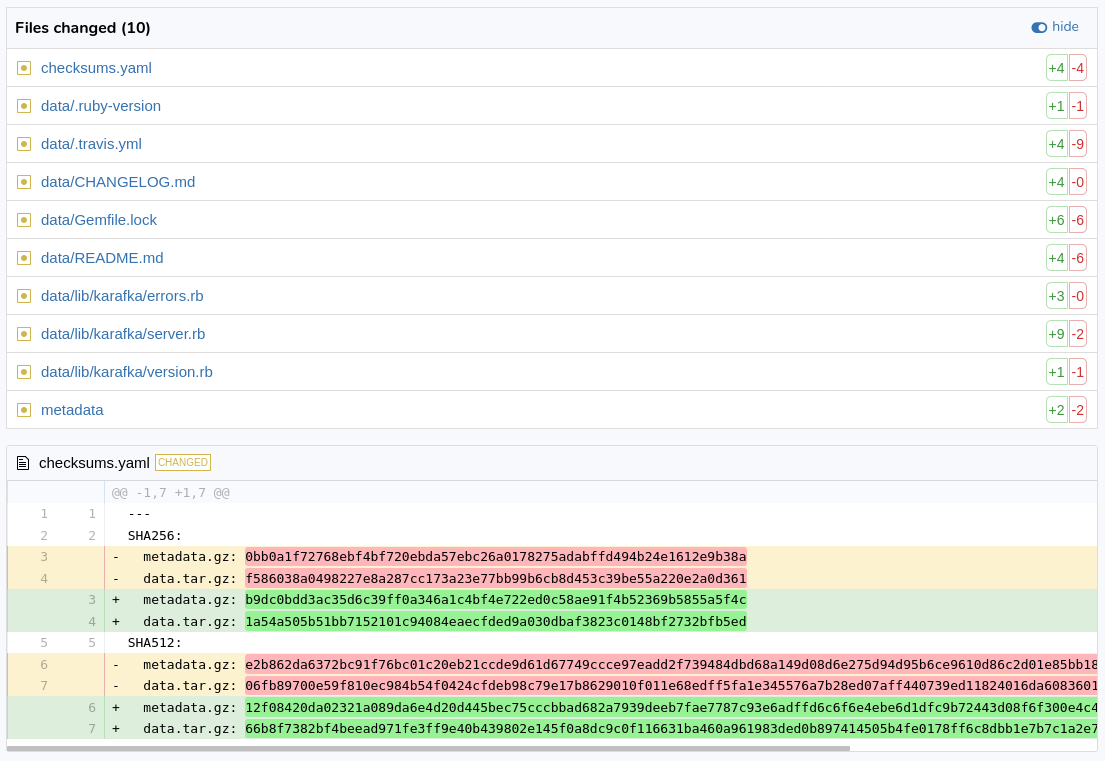 Files changed (10) hide
checksums.yaml +4 -4
data/.ruby-version +1 -1
data/.travis.yml +4 -9
data/CHANGELOG.md +4 -0
data/Gemfile.lock +6 -6
data/README.md +4 -6
data/lib/karafka/errors.rb +3 -0
data/lib/karafka/server.rb +9 -2
data/lib/karafka/version.rb +1 -1
metadata +2 -2
checksums.yaml CHANGED
@@ -1,7 +1,7 @@
1 1 ---
2 2 SHA256:
3 - metadata.gz: 0bb0a1f72768ebf4bf720ebda57ebc26a0178275adabffd494b24e1612e9b38a
4 - data.tar.gz: f586038a0498227e8a287cc173a23e77bb99b6cb8d453c39be55a220e2a0d361
3 + metadata.gz: b9dc0bdd3ac35d6c39ff0a346a1c4bf4e722ed0c58ae91f4b52369b5855a5f4c
4 + data.tar.gz: 1a54a505b51bb7152101c94084eaecfded9a030dbaf3823c0148bf2732bfb5ed
5 5 SHA512:
6 - metadata.gz: e2b862da6372bc91f76bc01c20eb21ccde9d61d67749ccce97eadd2f739484dbd68a149d08d6e275d94d95b6ce9610d86c2d01e85bb18
7 - data.tar.gz: 06fb89700e59f810ec984b54f0424cfdeb98c79e17b8629010f011e68edff5fa1e345576a7b28ed07aff440739ed11824016da6083601
6 + metadata.gz: 12f08420da02321a089da6e4d20d445bec75cccbbad682a7939deeb7fae7787c93e6adffd6c6f6e4ebe6d1dfc9b72443d08f6f300e4c4
7 + data.tar.gz: 66b8f7382bf4beead971fe3ff9e40b439802e145f0a8dc9c0f116631ba460a961983ded0b897414505b4fe0178ff6c8dbb1e7b7c1a2e7